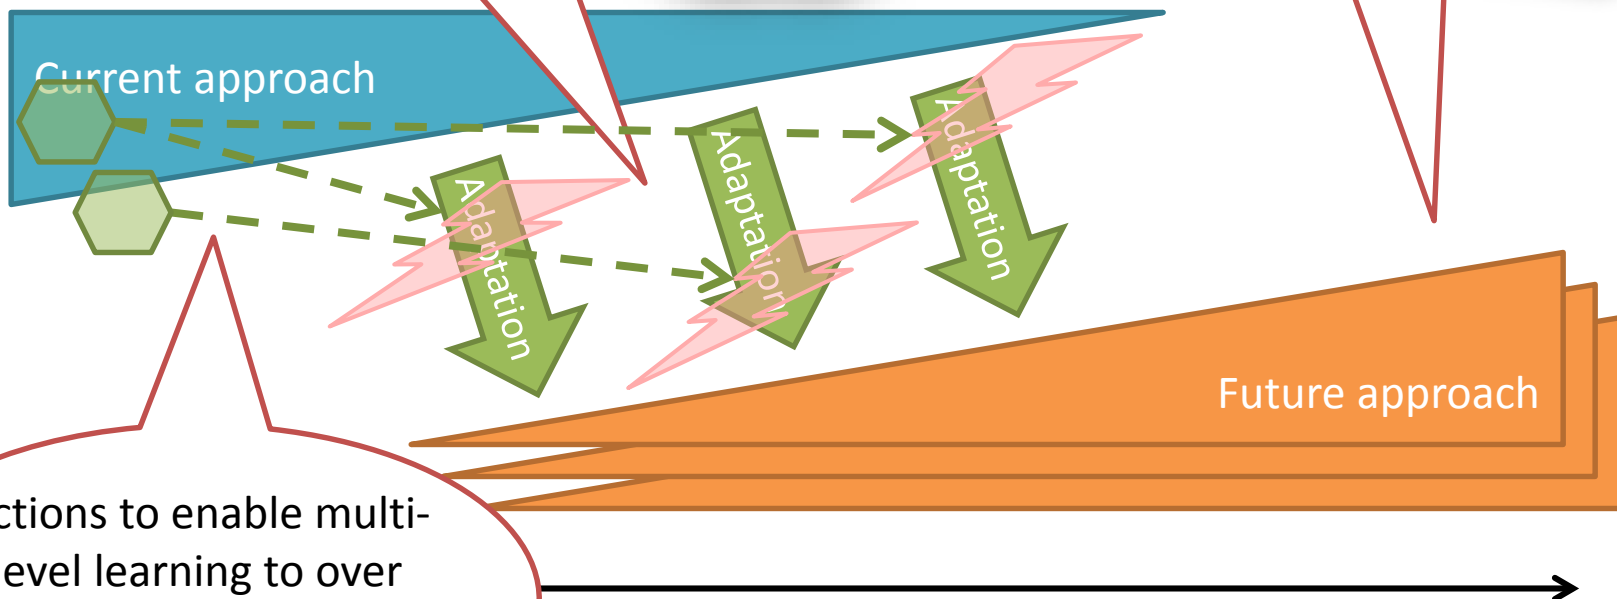 Current approach
Adaptation
Adaptation
Adaptation
Future approach
ctions to enable multi-
evel learning to over